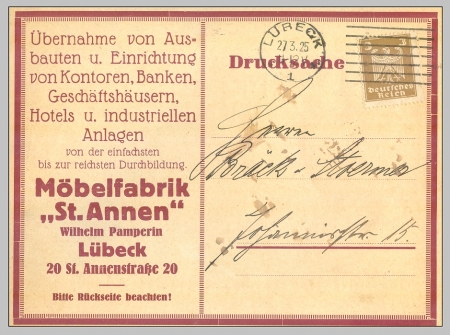 Übernahme von Aus-
bauten u. Einrichtung
von Kontoren, Banken,
Geschäftshäusern,
Hotels u. industriellen
Anlagen
von der einfachsten
bis zur reichsten Durchbildung.
Möbelfabrik
„St. Annen"
Wilhelm Pamperin
Lübeck
20 St. Annenstraße 20
Bitte Rückseite beachten!
LÜBECK
27.3.25
1
Drucksache
3
Deutsches
Reich
Herrn
Johannisstr. 15.